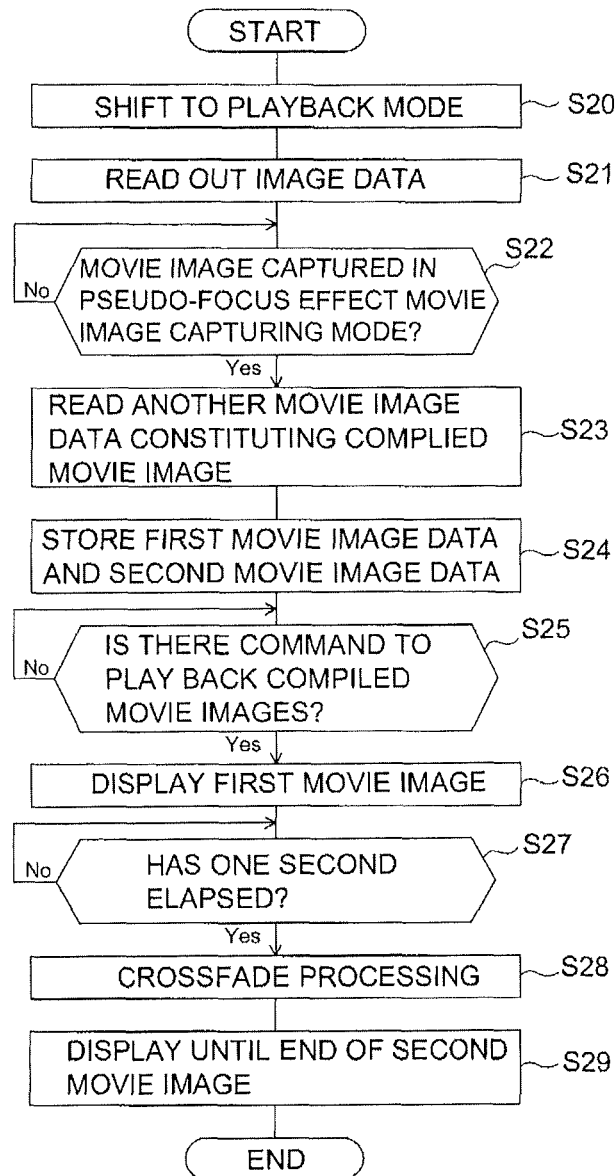 START
SHIFT TO PLAYBACK MODE
S20
READ OUT IMAGE DATA
S21
MOVIE IMAGE CAPTURED IN
PSEUDO-FOCUS EFFECT MOVIE
IMAGE CAPTURING MODE?
S22
No
Yes
READ ANOTHER MOVIE IMAGE
DATA CONSTITUTING COMPLIED
MOVIE IMAGE
S23
STORE FIRST MOVIE IMAGE DATA
AND SECOND MOVIE IMAGE DATA
S24
IS THERE COMMAND TO
PLAY BACK COMPILED
MOVIE IMAGES?
S25
No
Yes
DISPLAY FIRST MOVIE IMAGE
S26
HAS ONE SECOND
ELAPSED?
S27
No
Yes
CROSSFADE PROCESSING
S28
DISPLAY UNTIL END OF SECOND
MOVIE IMAGE
S29
END